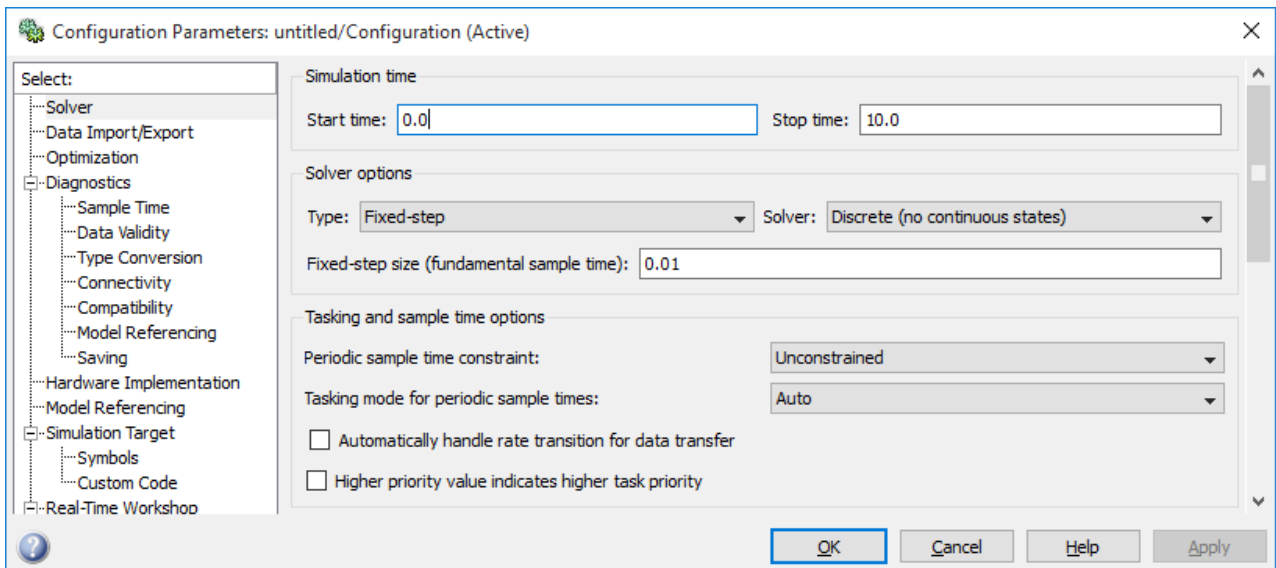 Configuration Parameters: untitled/Configuration (Active)
Select:
Solver
Data Import/Export
Optimization
Diagnostics
Sample Time
Data Validity
Type Conversion
Connectivity
Compatibility
Model Referencing
Saving
Hardware Implementation
Model Referencing
Simulation Target
Symbols
Custom Code
Real-Time Workshop
Simulation time
Start time: 0.0 Stop time: 10.0
Solver options
Type: Fixed-step Solver: Discrete (no continuous states)
Fixed-step size (fundamental sample time): 0.01
Tasking and sample time options
Periodic sample time constraint: Unconstrained
Tasking mode for periodic sample times: Auto
Automatically handle rate transition for data transfer
Higher priority value indicates higher task priority
OK Cancel Help Apply